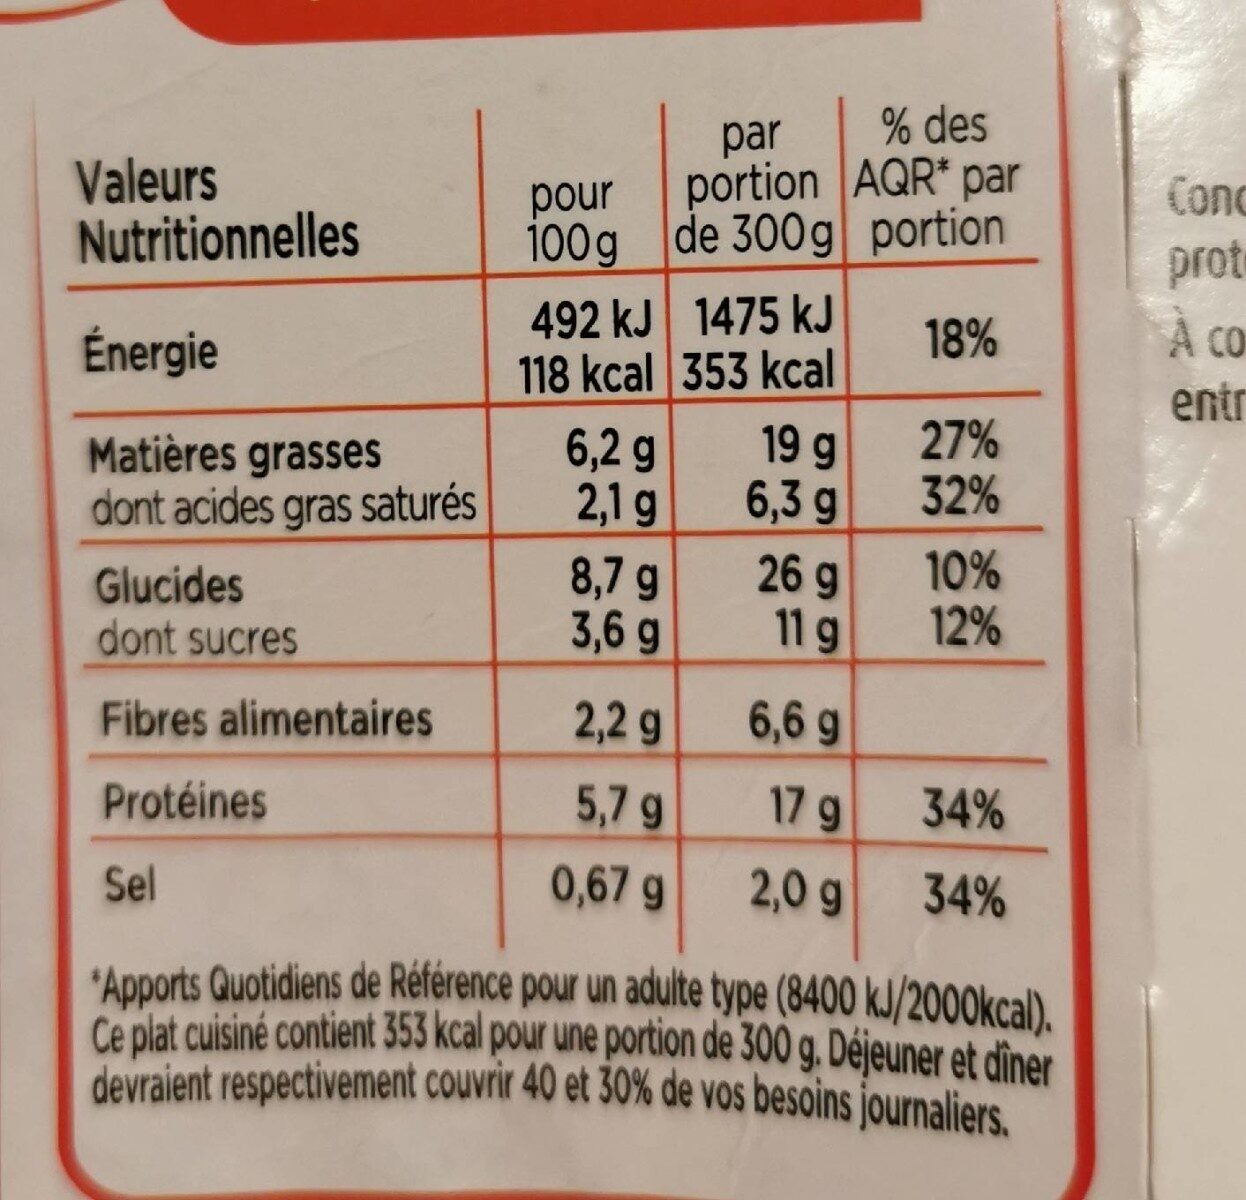 Valeurs Nutritionnelles | pour 100g | par portion de 300g | % des AQR* par portion
Énergie | 492 kJ 118 kcal | 1475 kJ 353 kcal | 18%
Matières grasses | 6,2 g | 19 g | 27%
dont acides gras saturés | 2,1 g | 6,3 g | 32%
Glucides | 8,7 g | 26 g | 10%
dont sucres | 3,6 g | 11 g | 12%
Fibres alimentaires | 2,2 g | 6,6 g
Protéines | 5,7 g | 17 g | 34%
Sel | 0,67 g | 2,0 g | 34%
*Apports Quotidiens de Référence pour un adulte type (8400 kJ/2000kcal).
Ce plat cuisiné contient 353 kcal pour une portion de 300 g. Déjeuner et dîner
devraient respectivement couvrir 40 et 30% de vos besoins journaliers.
À co
entr